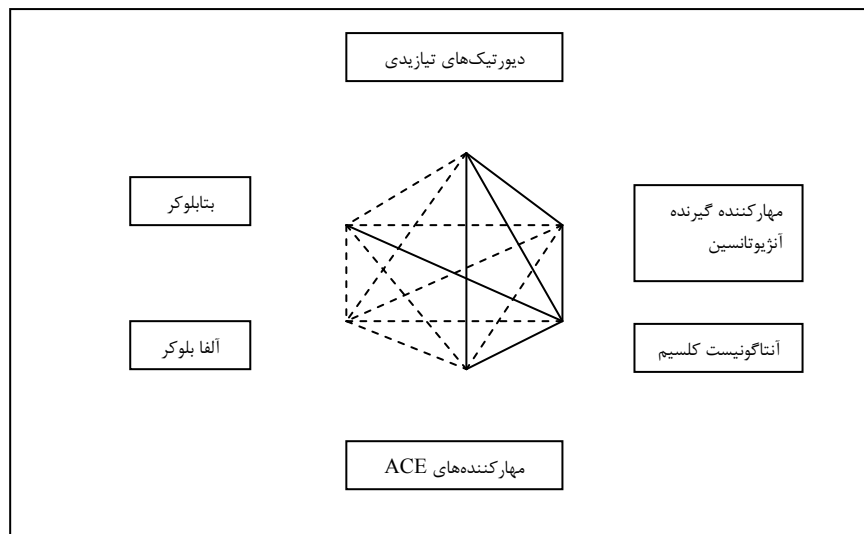 دیورتیک‌های تیازیدی
مهارکننده گیرنده
آنژیوتانسین
بتابلوکر
آنتاگونیست کلسیم
آلفا بلوکر
مهارکننده‌های ACE